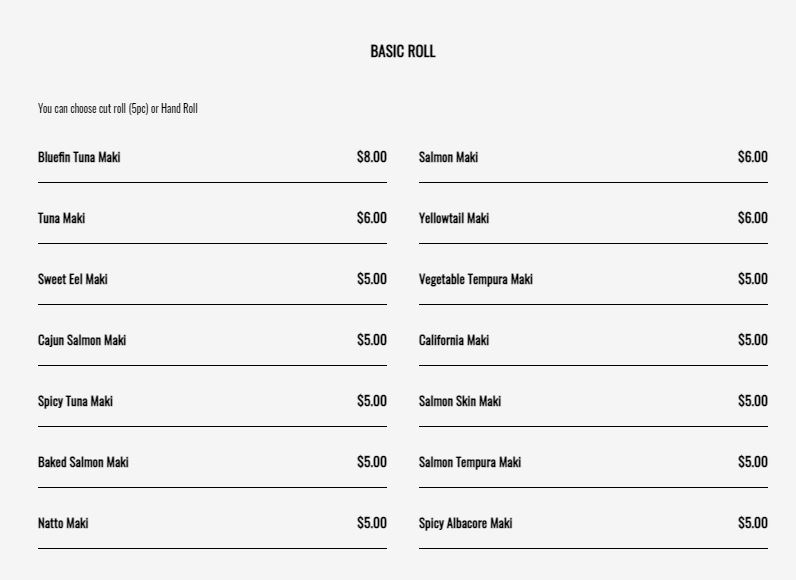 BASIC ROLL
You can choose cut roll (5pc) or Hand Roll
Bluefin Tuna Maki $8.00
Salmon Maki $6.00
Tuna Maki $6.00
Yellowtail Maki $6.00
Sweet Eel Maki $5.00
Vegetable Tempura Maki $5.00
Cajun Salmon Maki $5.00
California Maki $5.00
Spicy Tuna Maki $5.00
Salmon Skin Maki $5.00
Baked Salmon Maki $5.00
Salmon Tempura Maki $5.00
Natto Maki $5.00
Spicy Albacore Maki $5.00